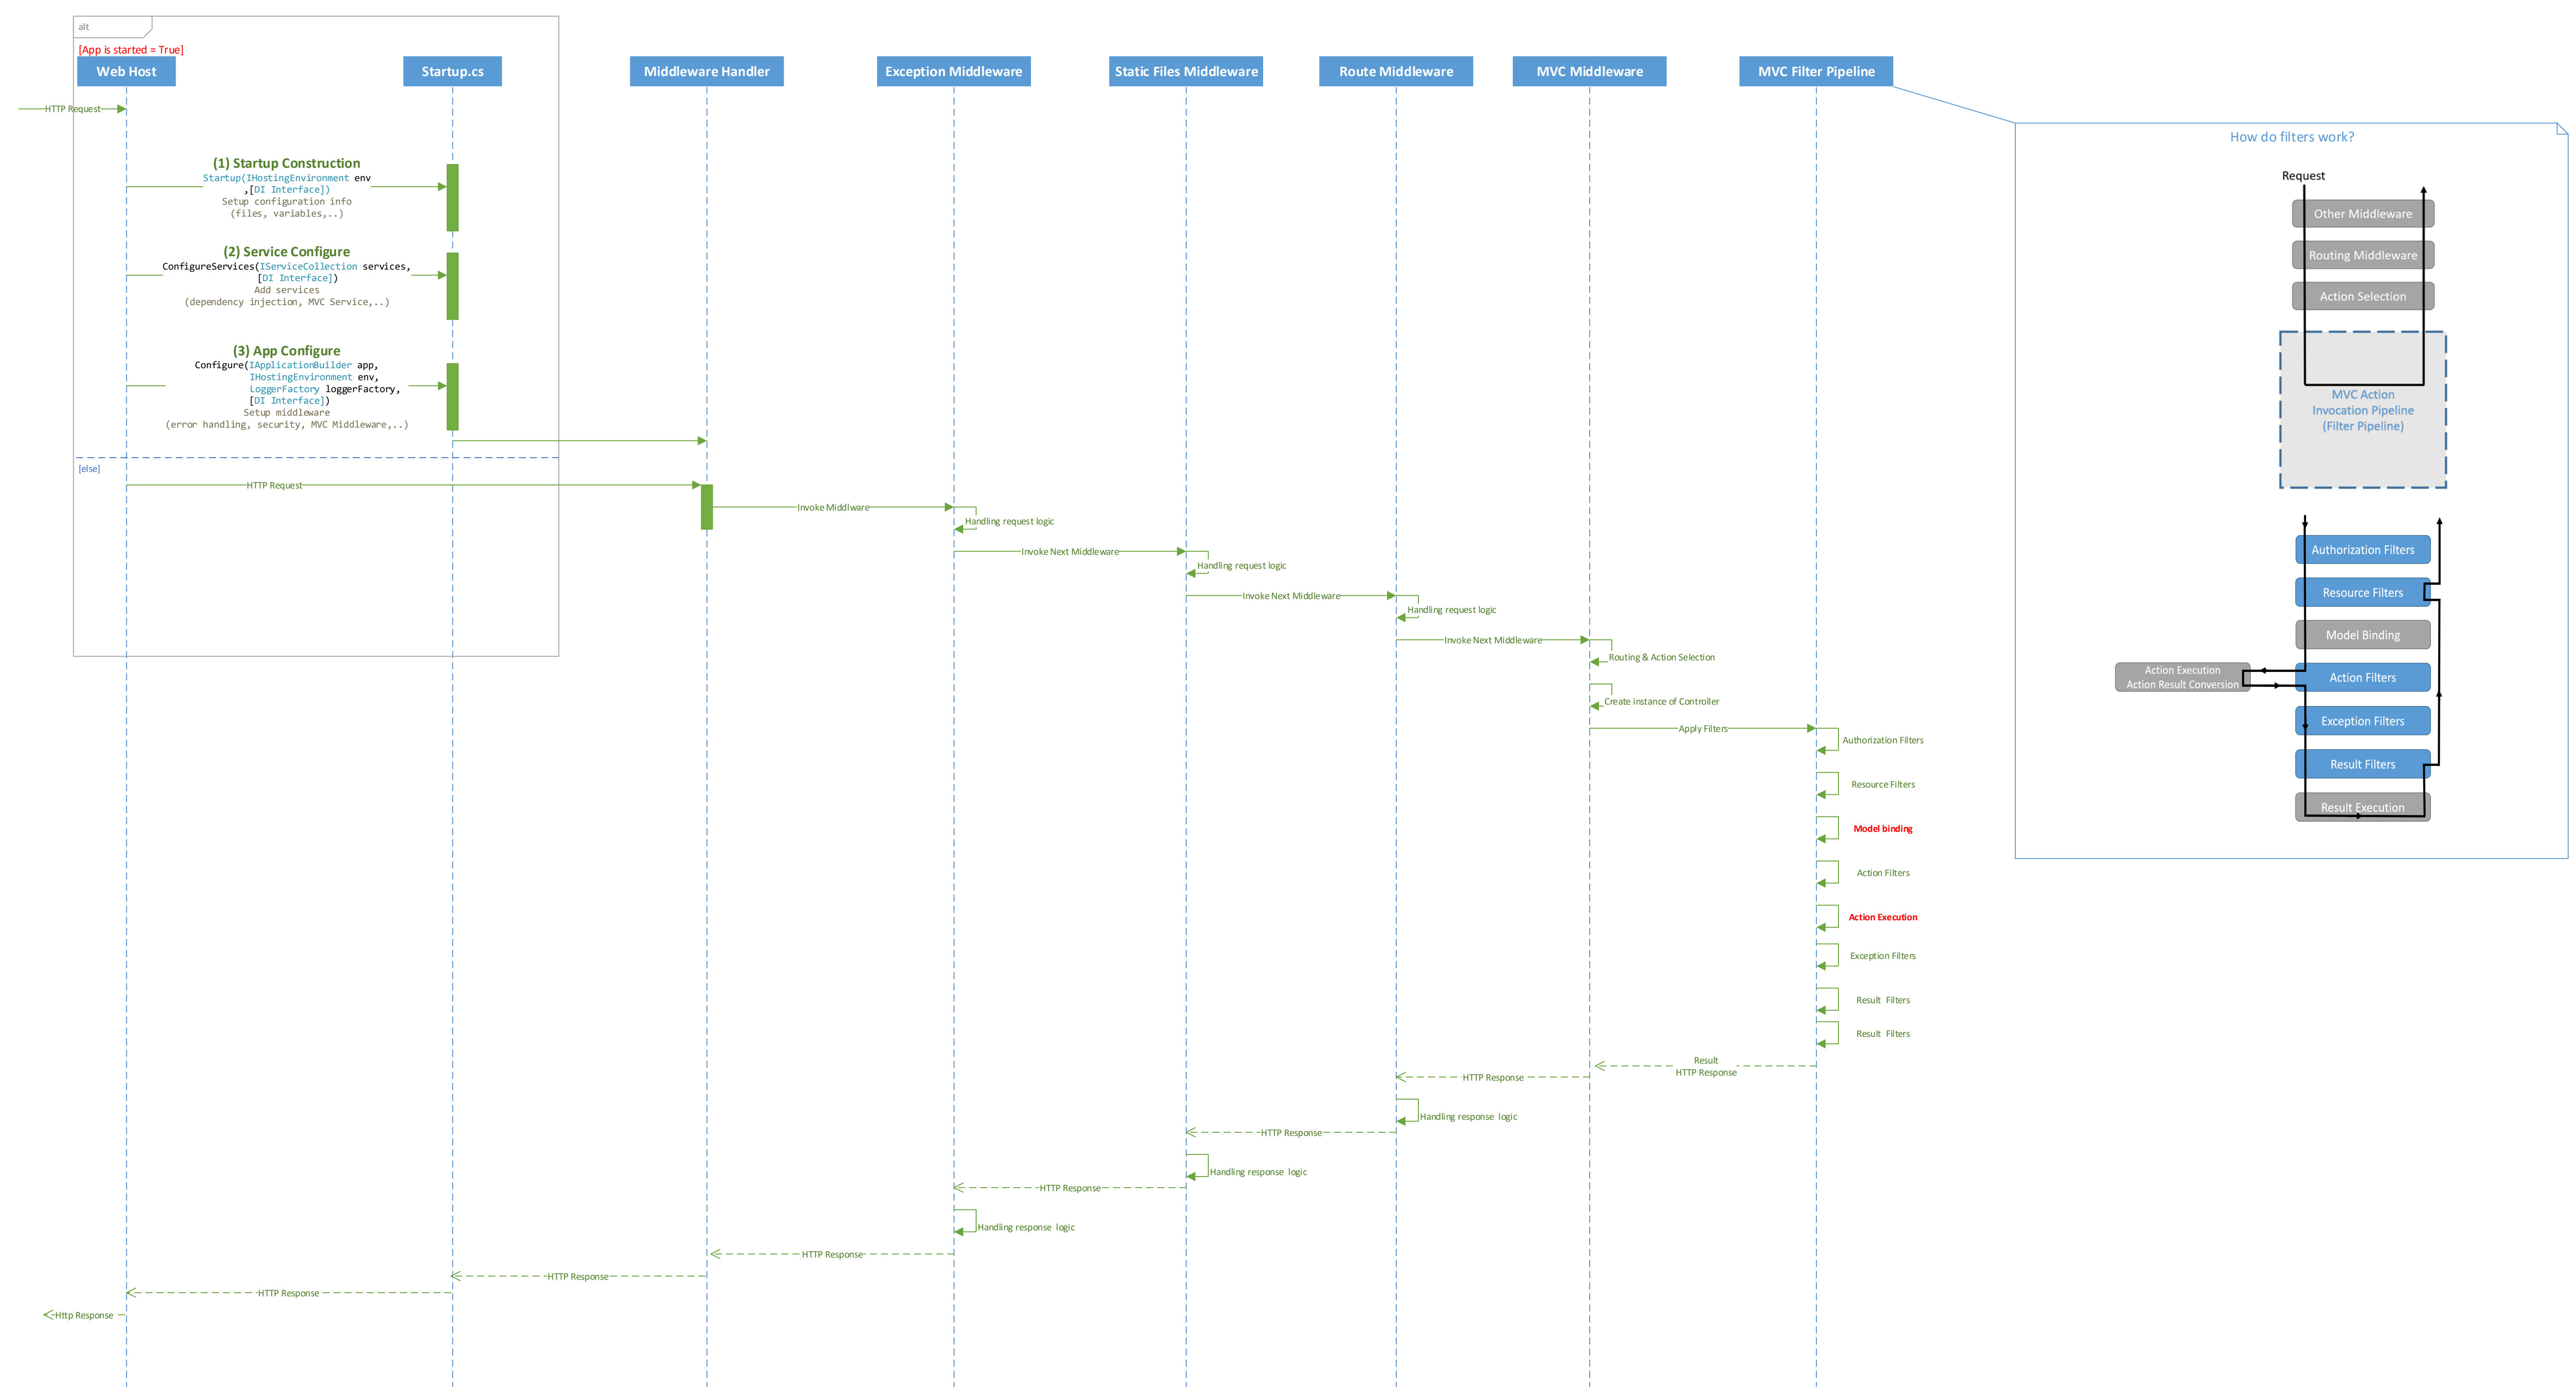 alt
[App is started = True]
Web Host
Startup.cs
Middleware Handler
Exception Middleware
Static Files Middleware
Route Middleware
MVC Middleware
MVC Filter Pipeline
HTTP Request
(1) Startup Construction
Startup(IHostingEnvironment env
,[DI Interface])
Setup configuration info
(files, variables,..)
(2) Service Configure
ConfigureServices(IServiceCollection services,
[DI Interface])
Add services
(dependency injection, MVC Service,..)
(3) App Configure
Configure(IApplicationBuilder app,
IHostingEnvironment env,
LoggerFactory loggerFactory,
[DI Interface])
Setup middleware
(error handling, security, MVC Middleware,..)
[else]
HTTP Request
Invoke Middlware
Handling request logic
Invoke Next Middleware
Handling request logic
Invoke Next Middleware
Handling request logic
Invoke Next Middleware
Routing & Action Selection
Create instance of Controller
Apply Filters
Authorization Filters
Resource Filters
Model binding
Action Filters
Action Execution
Exception Filters
Result Filters
Result Filters
Result
HTTP Response
HTTP Response
Handling response logic
HTTP Response
Handling response logic
HTTP Response
Handling response logic
HTTP Response
HTTP Response
HTTP Response
Http Response
How do filters work?
Request
Other Middleware
Routing Middleware
Action Selection
MVC Action
Invocation Pipeline
(Filter Pipeline)
Authorization Filters
Resource Filters
Model Binding
Action Execution
Action Result Conversion
Action Filters
Exception Filters
Result Filters
Result Execution